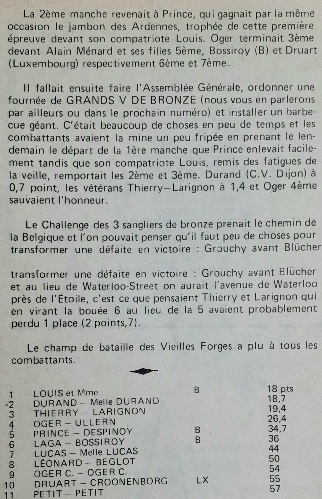 La 2ème manche revenait à Prince, qui gagnait par la même
occasion le jambon des Ardennes, trophée de cette première
épreuve devant son compatriote Louis. Oger terminait 3ème
devant Alain Ménard et ses filles 5ème, Bossiroy (B) et Druart
(Luxembourg) respectivement 6ème et 7ème.
Il fallait ensuite faire l'Assemblée Générale, ordonner une
fournée de GRANDS V DE BRONZE (nous vous en parlerons
par ailleurs ou dans le prochain numéro) et installer un barbe-
cue géant. C'était beaucoup de choses en peu de temps et les
combattants avaient la mine un peu fripée en prenant le len-
demain le départ de la 1ère manche que Prince enlevait facile-
ment tandis que son compatriote Louis, remis des fatigues de
la veille, remportait les 2ème et 3ème. Durand (C.V. Dijon) à
0,7 point, les vétérans Thierry—Larignon à 1,4 et Oger 4ème
sauvaient l'honneur.
Le Challenge des 3 sangliers de bronze prenait le chemin de
la Belgique et l'on pouvait penser qu'il faut peu de choses pour
transformer une défaite en victoire : Grouchy avant Blücher
transformer une défaite en victoire : Grouchy avant Blücher
et au lieu de Waterloo-Street on aurait l'avenue de Waterloo
près de l'Étoile, c'est ce que pensaient Thierry et Larignon qui
en virant la bouée 6 au lieu de la 5 avaient probablement
perdu 1 place (2 points,7).
Le champ de bataille des Vieilles Forges a plu à tous les
combattants.
1 LOUIS et Mme B 18 pts
2 DURAND — Melle DURAND 18,7
3 THIERRY — LARIGNON 19,4
4 OGER — ULLERN 26,4
5 PRINCE — DESPINOY B 34,7
6 LAGA — BOSSIROY B 36
7 LUCAS — Melle LUCAS 44
8 LÉONARD — BEGLOT 50
9 OGER C. — OGER C. 54
10 DRUART — CROONENBORG LX 55
11 PETIT — PETIT 57